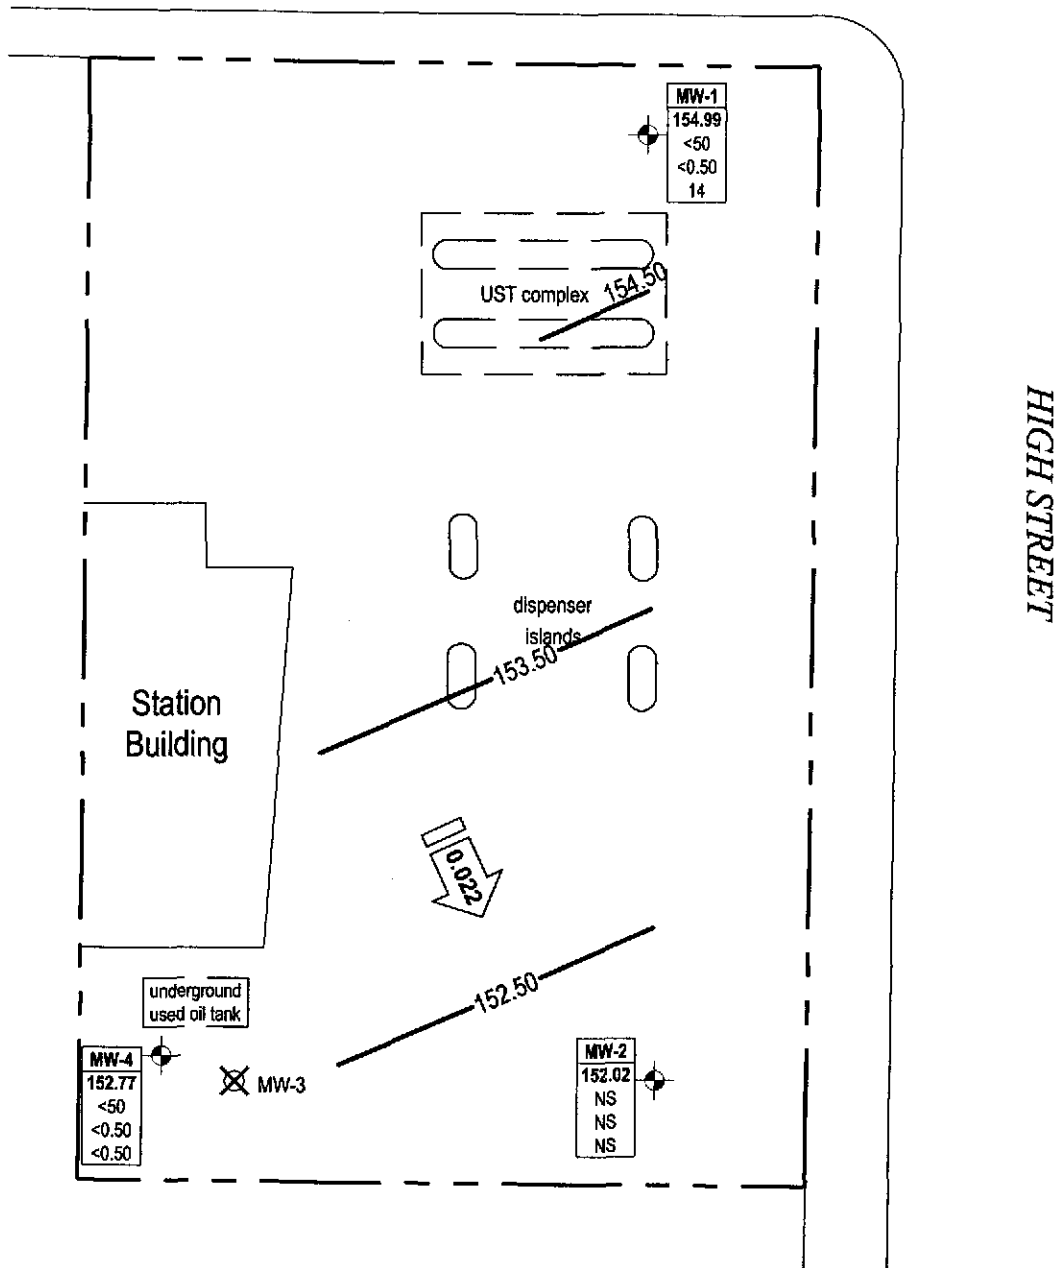 MW-1
154.99
<50
<0.50
14
UST complex
154.50
HIGH STREET
dispenser
islands
153.50
Station
Building
0.022
152.50
underground
used oil tank
MW-4
152.77
<50
<0.50
<0.50
MW-3
MW-2
152.02
NS
NS
NS